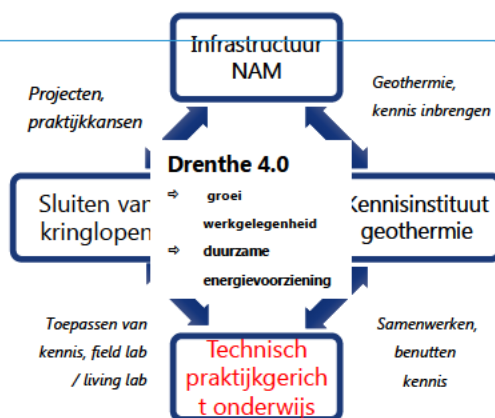 Infrastructuur
NAM
Projecten,
praktijkkansen
Geothermie,
kennis inbrengen
Sluiten van
kringlopen
Drenthe 4.0
⇨ groei
werkgelegenheid
⇨ duurzame
energievoorziening
Kennisinstituut
geothermie
Toepassen van
kennis, field lab
/ living lab
Technisch
praktijkgerich
t onderwijs
Samenwerken,
benutten
kennis